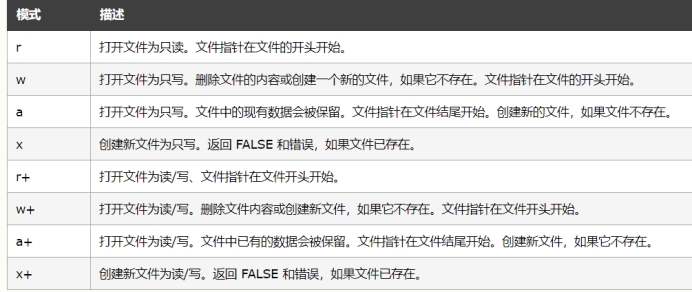 模式 描述
r 打开文件为只读。文件指针在文件的开头开始。
w 打开文件为只写。删除文件的内容或创建一个新的文件，如果它不存在。文件指针在文件的开头开始。
a 打开文件为只写。文件中的现有数据会被保留。文件指针在文件结尾开始。创建新的文件，如果文件不存在。
x 创建新文件为只写。返回 FALSE 和错误，如果文件已存在。
r+ 打开文件为读/写、文件指针在文件开头开始。
w+ 打开文件为读/写。删除文件内容或创建新文件，如果它不存在。文件指针在文件开头开始。
a+ 打开文件为读/写。文件中已有的数据会被保留。文件指针在文件结尾开始。创建新文件，如果它不存在。
x+ 创建新文件为读/写。返回 FALSE 和错误，如果文件已存在。